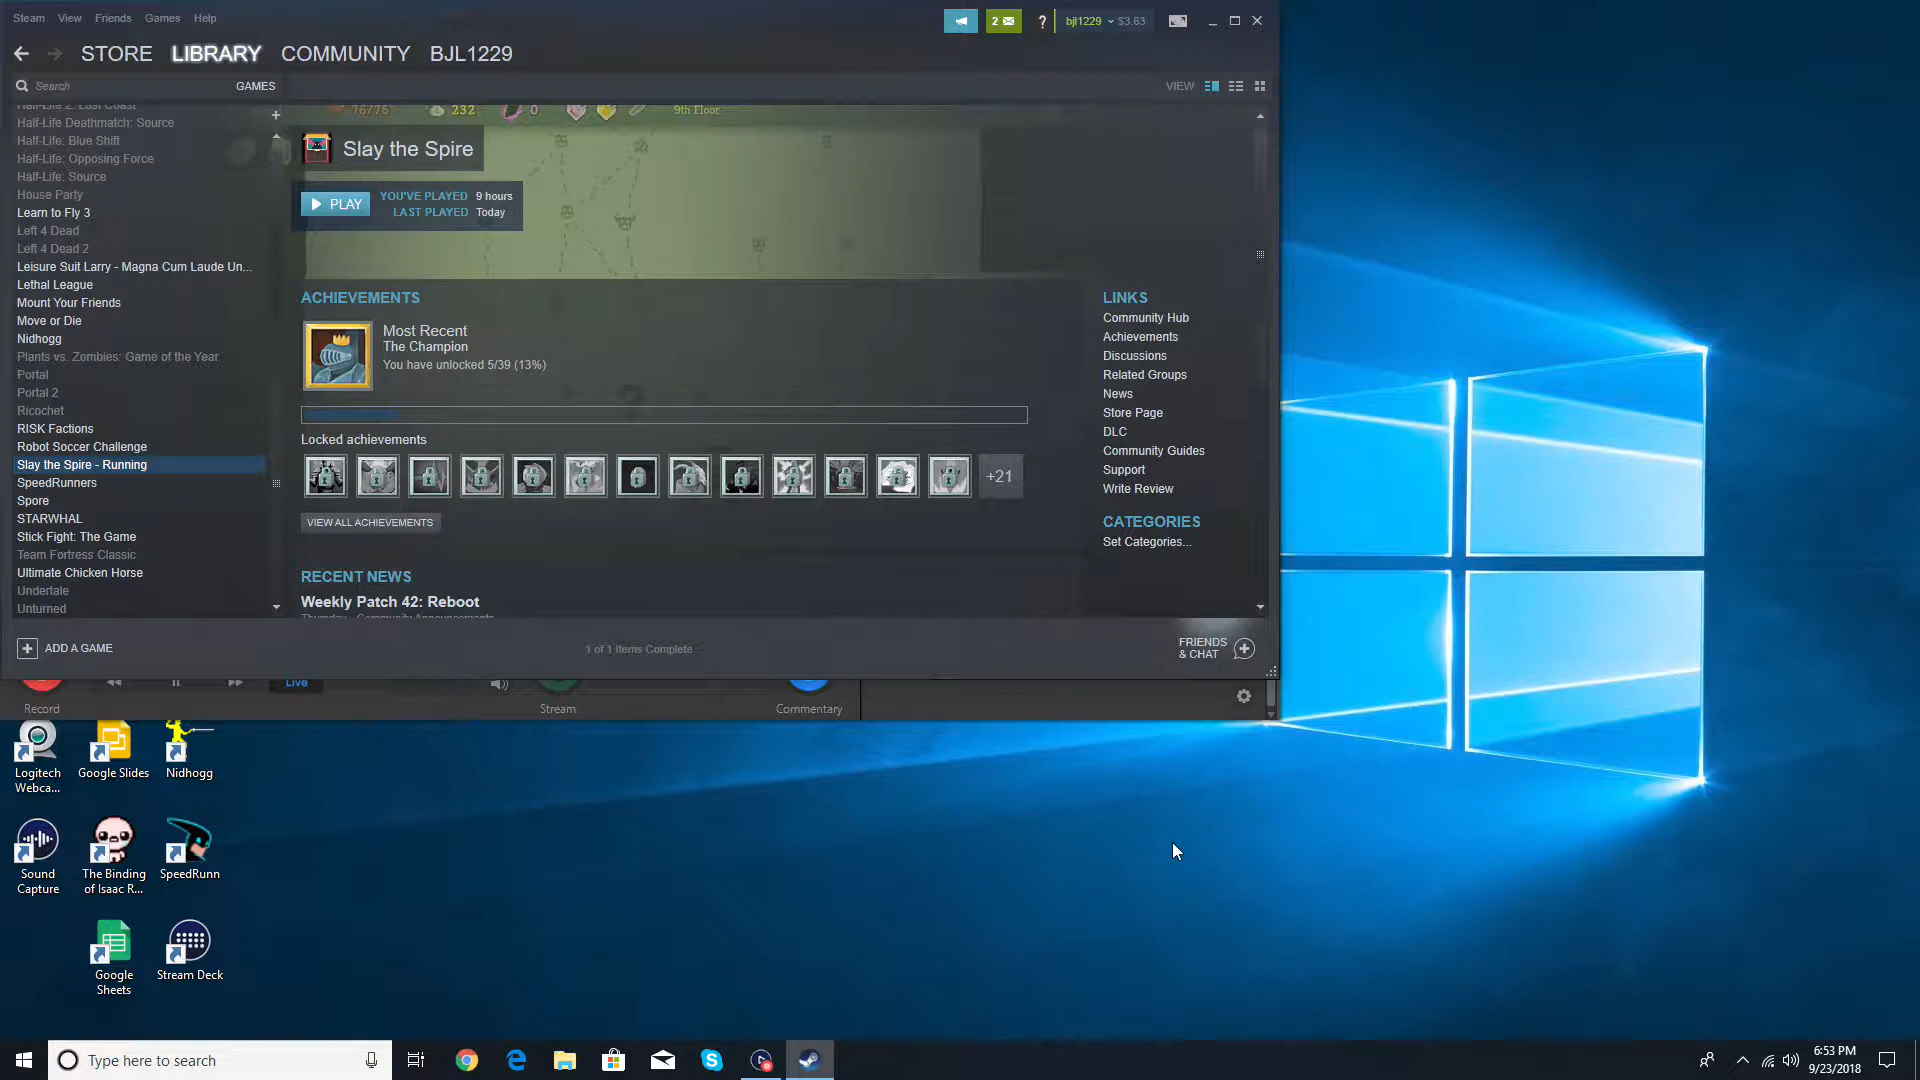 Steam View Friends Games Help
2
bjl1229 $3.63
STORE LIBRARY COMMUNITY BJL1229
Search GAMES
VIEW
Half-Life 2: Lost Coast
Half-Life Deathmatch: Source
Half-Life: Blue Shift
Half-Life: Opposing Force
Half-Life: Source
House Party
Learn to Fly 3
Left 4 Dead
Left 4 Dead 2
Leisure Suit Larry - Magna Cum Laude Un...
Lethal League
Mount Your Friends
Move or Die
Nidhogg
Plants vs. Zombies: Game of the Year
Portal
Portal 2
Ricochet
RISK Factions
Robot Soccer Challenge
Slay the Spire - Running
SpeedRunners
Spore
STARWHAL
Stick Fight: The Game
Team Fortress Classic
Ultimate Chicken Horse
Undertale
Unturned
76/76 232 0 9th Floor
Slay the Spire
PLAY
YOU'VE PLAYED 9 hours
LAST PLAYED Today
ACHIEVEMENTS
Most Recent
The Champion
You have unlocked 5/39 (13%)
Locked achievements
+21
VIEW ALL ACHIEVEMENTS
RECENT NEWS
Weekly Patch 42: Reboot
Thursday - Community Announcements
LINKS
Community Hub
Achievements
Discussions
Related Groups
News
Store Page
DLC
Community Guides
Support
Write Review
CATEGORIES
Set Categories...
ADD A GAME
1 of 1 Items Complete
FRIENDS
& CHAT
Live
Record
Stream
Commentary
Logitech
Webca...
Google Slides
Nidhogg
Sound
Capture
The Binding
of Isaac R...
SpeedRunn
Google
Sheets
Stream Deck
Type here to search
6:53 PM
9/23/2018